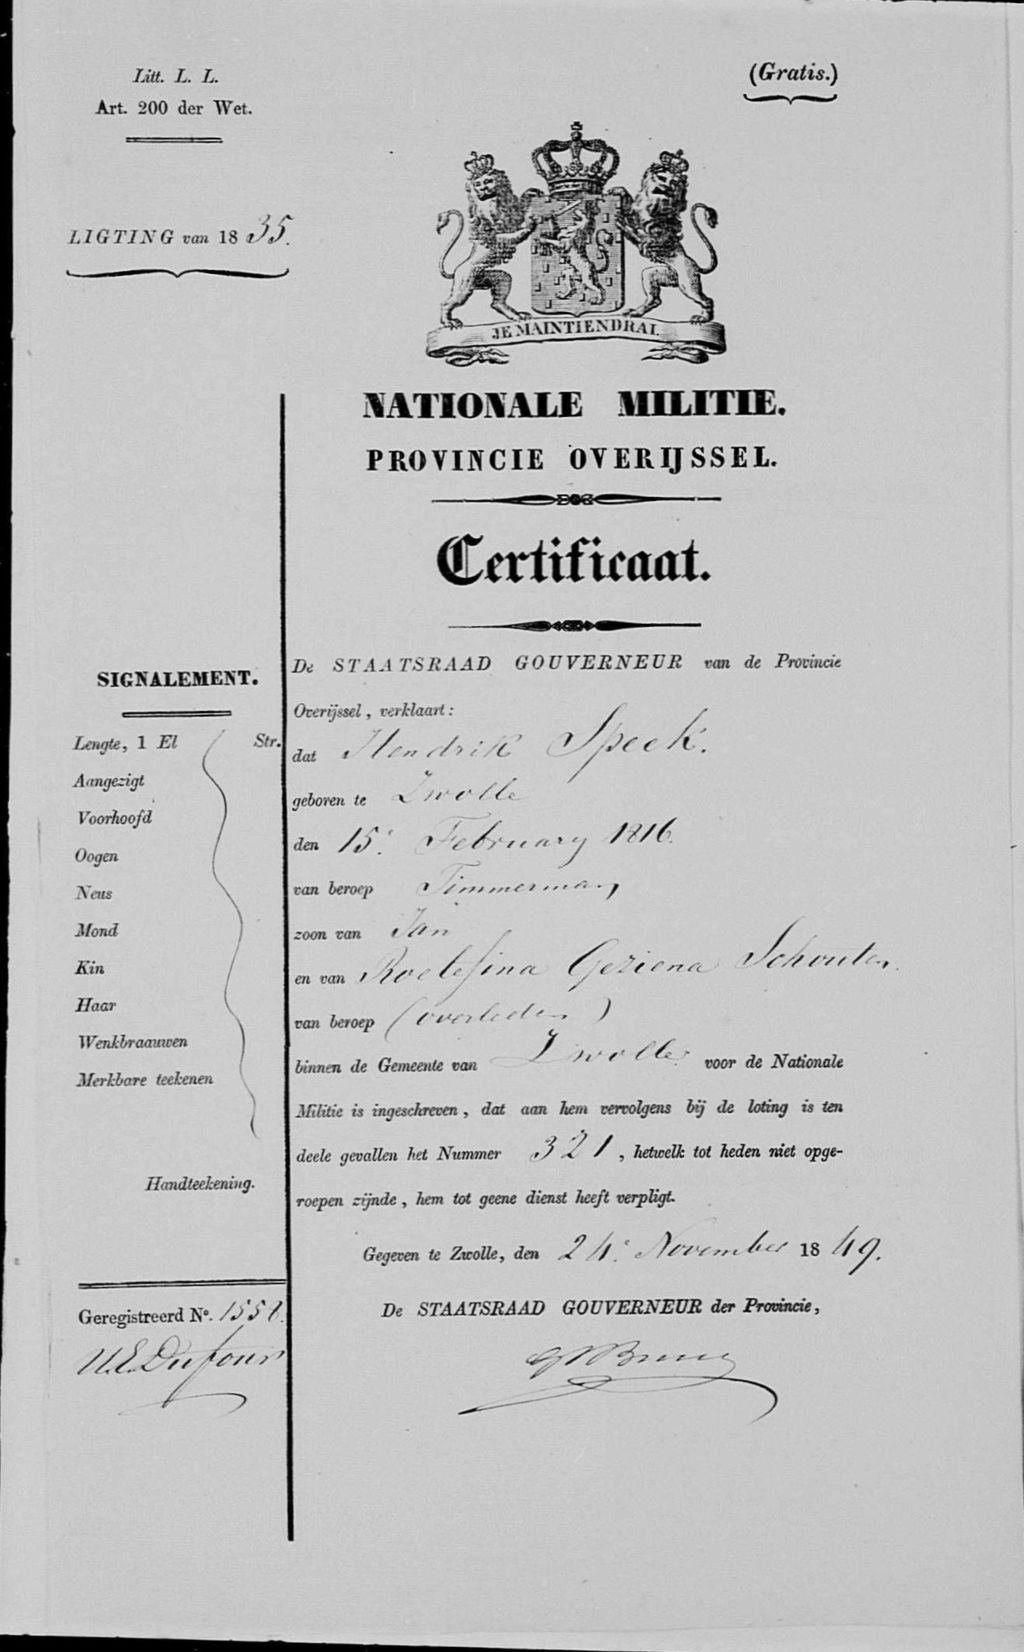 Litt. L. L.
Art. 200 der Wet.
(Gratis.)
LIGTING van 1835.
JE MAINTIENDRAI.
NATIONALE MILITIE.
PROVINCIE OVERIJSSEL.
Certificaat.
SIGNALEMENT.
Lengte, 1 El Str.
Aangezigt
Voorhoofd
Oogen
Neus
Mond
Kin
Haar
Wenkbraauwen
Merkbare teekenen
Handteekening.
Geregistreerd No. 1558.
U.E. Dufour
De STAATSRAAD GOUVERNEUR van de Provincie
Overijssel, verklaart:
dat Hendrik Speek.
geboren te Zwolle
den 15e February 1816.
van beroep Timmerman
zoon van Jan
en van Roelefina Geziena Schouten.
van beroep (overleden)
binnen de Gemeente van Zwolle voor de Nationale
Militie is ingeschreven, dat aan hem vervolgens bij de loting is ten
deele gevallen het Nummer 321, hetwelk tot heden niet opge-
roepen zijnde, hem tot geene dienst heeft verpligt.
Gegeven te Zwolle, den 24e November 1849.
De STAATSRAAD GOUVERNEUR der Provincie,